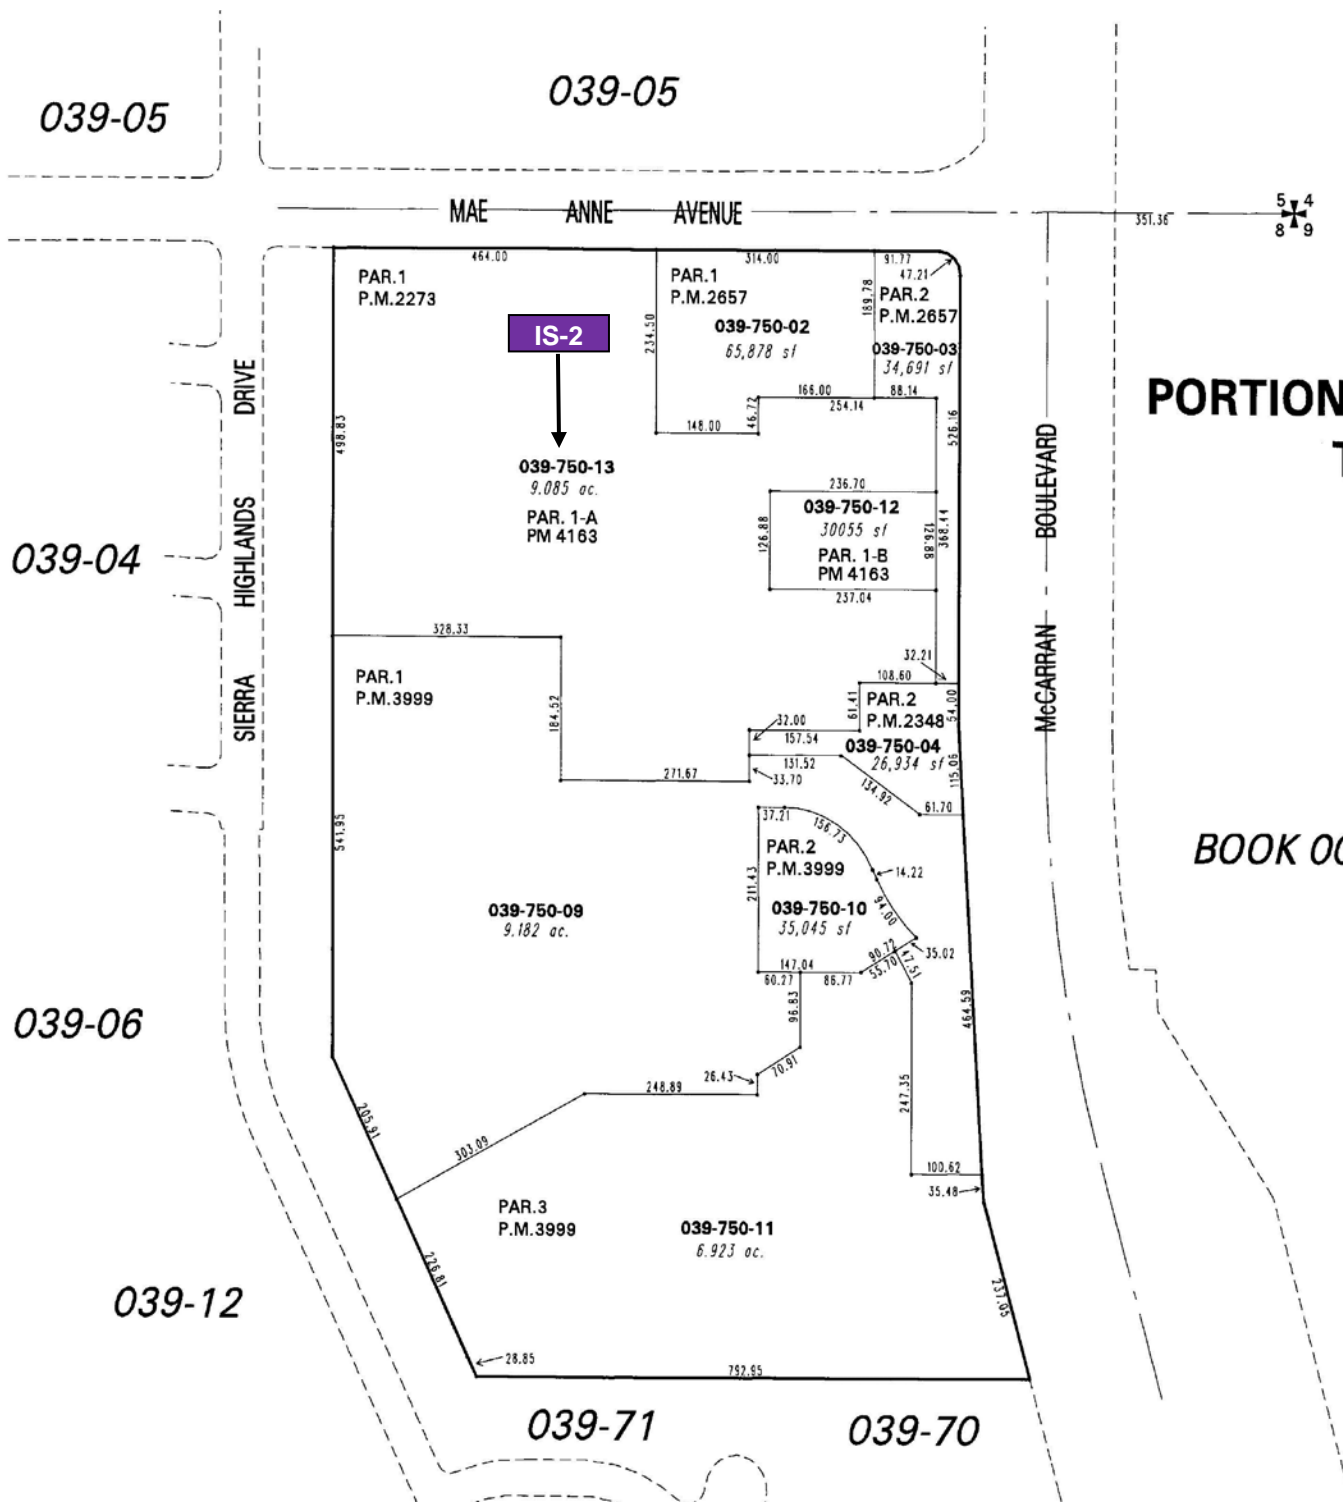 039-05
039-05
MAE ANNE AVENUE
351.36
5 4
8 9
464.00
314.00
91.77
47.21
PAR.1
P.M.2273
PAR.1
P.M.2657
PAR.2
P.M.2657
189.78
039-750-02
65,878 sf
039-750-03
34,691 sf
IS-2
234.50
166.00
254.14
88.14
46.72
148.00
526.16
498.83
SIERRA HIGHLANDS DRIVE
McCARRAN BOULEVARD
PORTION
T
039-750-13
9.085 ac.
PAR. 1-A
PM 4163
236.70
039-750-12
30055 sf
PAR. 1-B
PM 4163
126.88
126.88
368.44
237.04
039-04
328.33
32.21
108.60
PAR.1
P.M.3999
184.52
61.41
PAR.2
P.M.2348
54.00
32.00
157.54
039-750-04
26,934 sf
131.52
33.70
271.67
134.92
115.06
61.70
541.95
37.21
156.73
PAR.2
P.M.3999
14.22
BOOK 00
211.43
94.00
039-750-09
9.182 ac.
039-750-10
35,045 sf
90.72
35.02
147.04
60.27
86.77
55.70
47.51
96.83
464.59
039-06
26.43
70.91
248.89
247.35
205.91
303.09
100.62
35.48
PAR.3
P.M.3999
039-750-11
6.923 ac.
226.81
237.05
039-12
28.85
792.95
039-71
039-70